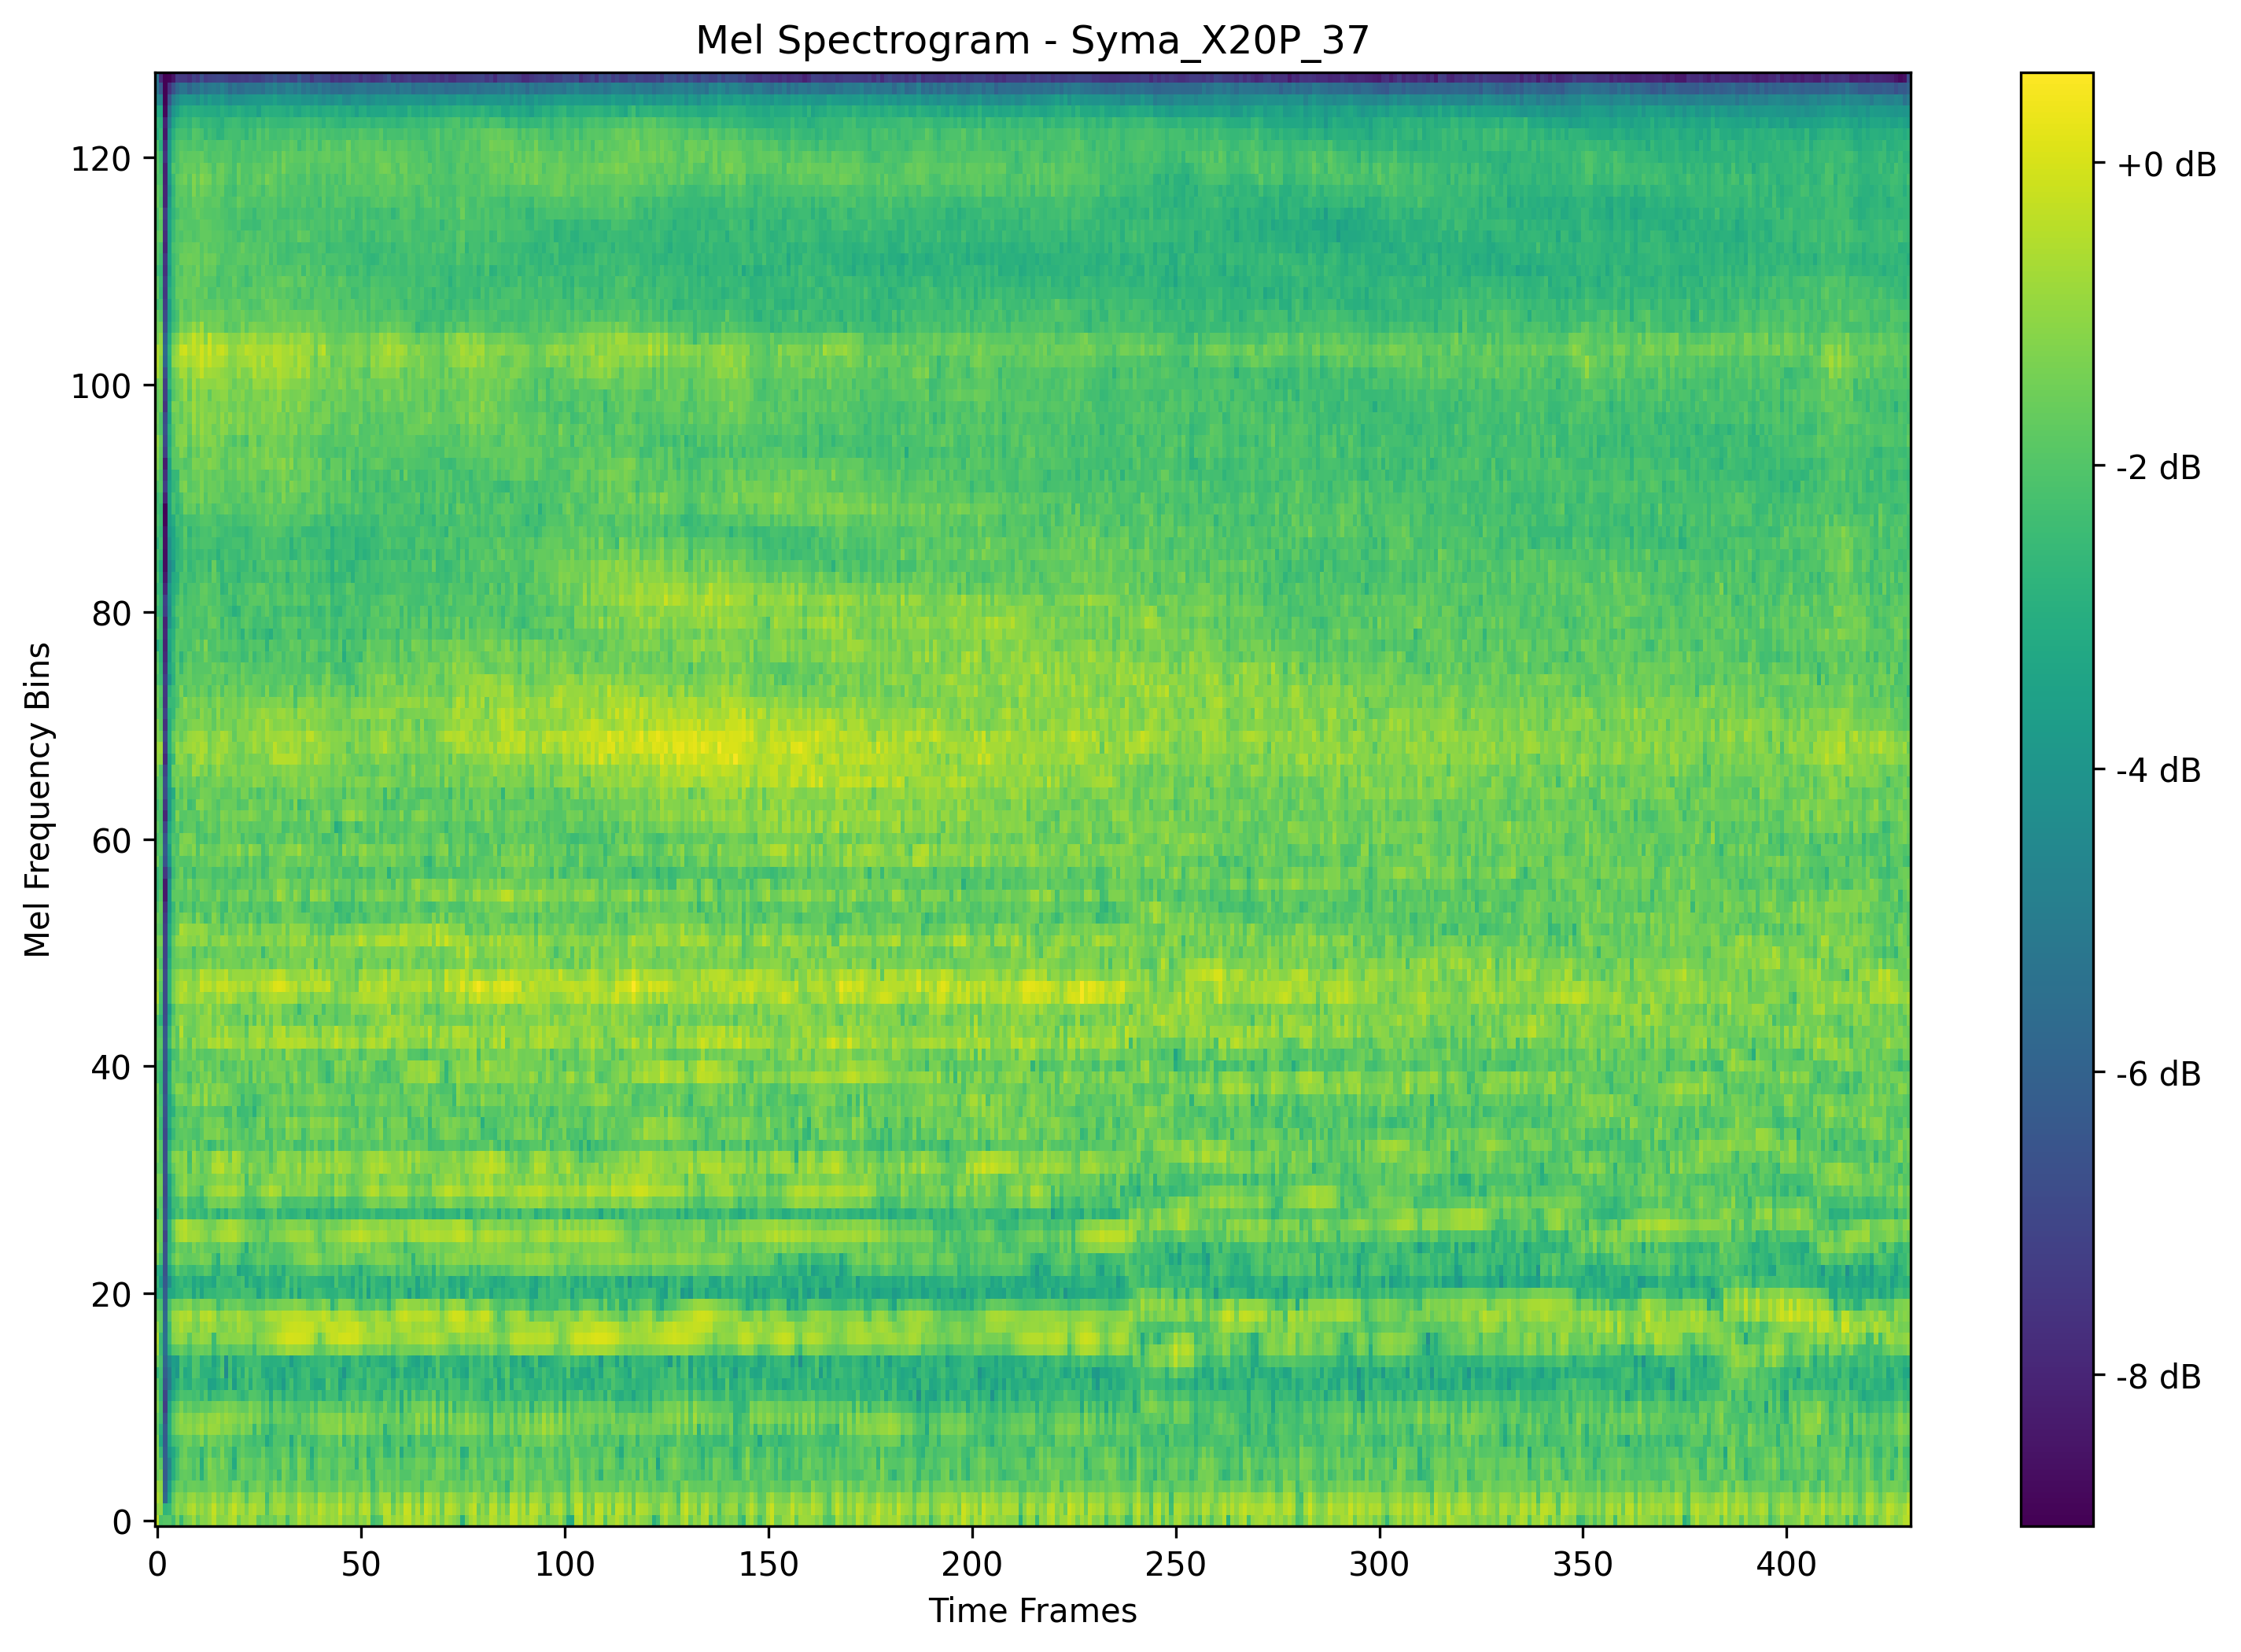 Mel Spectrogram - Syma_X20P_37
Mel Frequency Bins
120
100
80
60
40
20
0
0 50 100 150 200 250 300 350 400
Time Frames
+0 dB
-2 dB
-4 dB
-6 dB
-8 dB